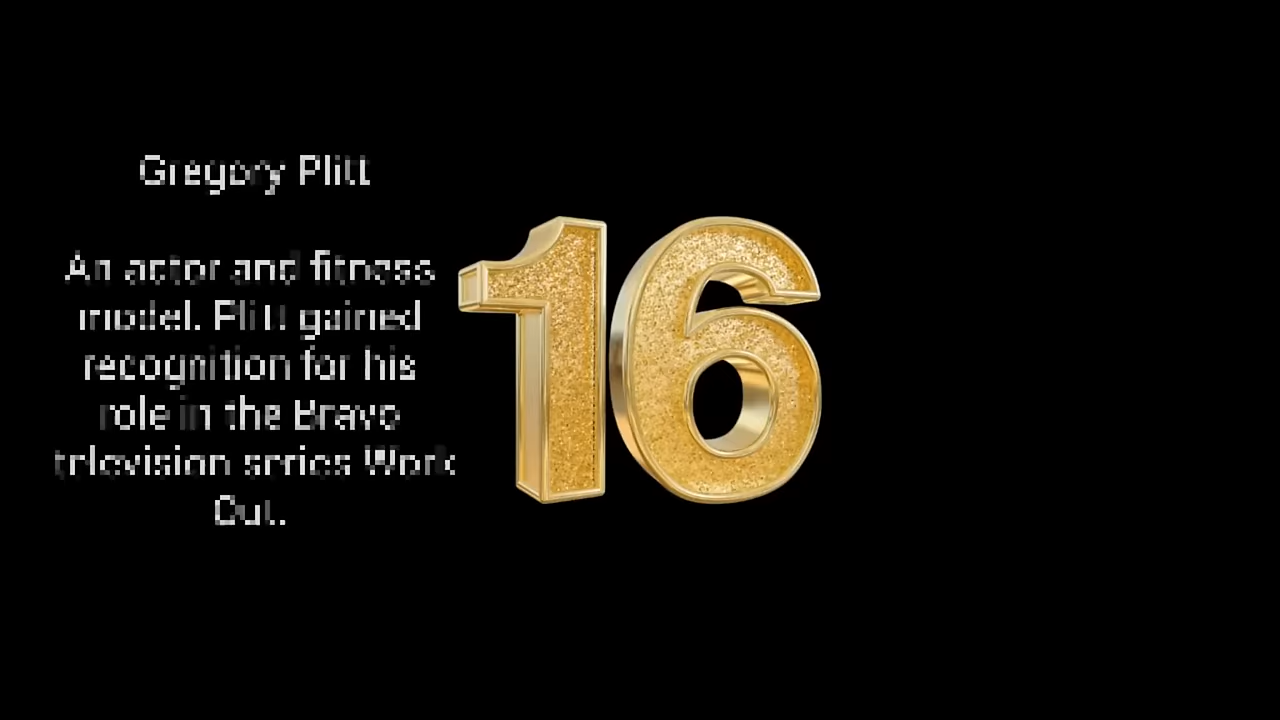 Gregory Plitt
An actor and fitness
model. Plitt gained
recognition for his
role in the Bravo
television series Work
Out.
16